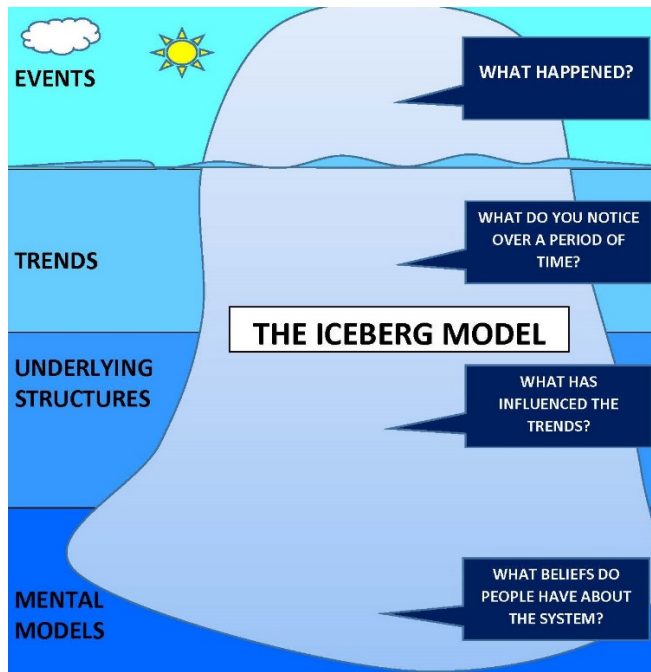 EVENTS
WHAT HAPPENED?
TRENDS
WHAT DO YOU NOTICE
OVER A PERIOD OF
TIME?
THE ICEBERG MODEL
UNDERLYING
STRUCTURES
WHAT HAS
INFLUENCED THE
TRENDS?
MENTAL
MODELS
WHAT BELIEFS DO
PEOPLE HAVE ABOUT
THE SYSTEM?